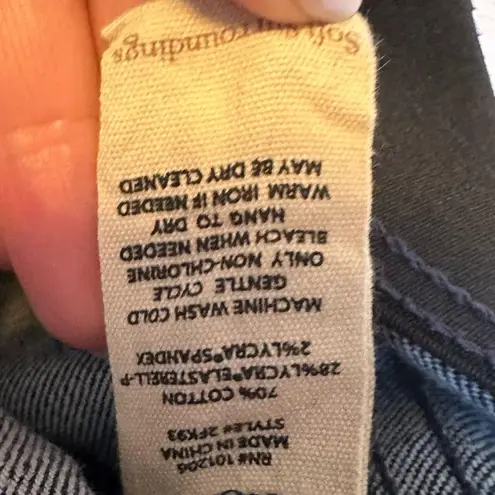 Soft Surroundings
RN# 101206
MADE IN CHINA
STYLE# 2FK93
70% COTTON
28%LYCRA®ELASTERELL-P
2%LYCRA®SPANDEX
MACHINE WASH COLD
GENTLE CYCLE
ONLY NON-CHLORINE
BLEACH WHEN NEEDED
HANG TO DRY
WARM IRON IF NEEDED
MAY BE DRY CLEANED